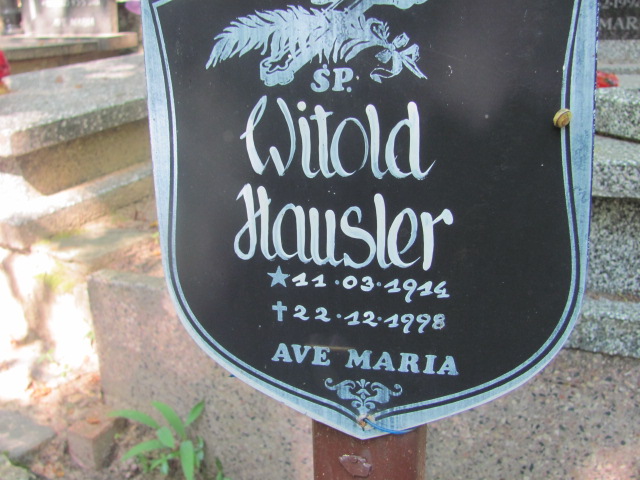 ŚP.
Witold
Hausler
11.03.1914
22.12.1998
AVE MARIA